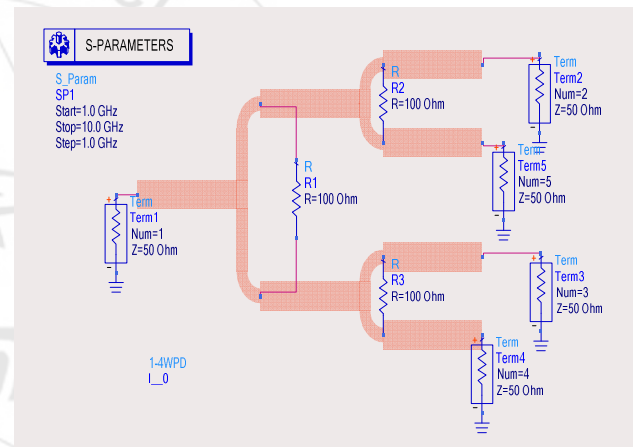 S-PARAMETERS
S_Param
SP1
Start=1.0 GHz
Stop=10.0 GHz
Step=1.0 GHz
R
R2
R=100 Ohm
Term
Term2
Num=2
Z=50 Ohm
Term
Term5
Num=5
Z=50 Ohm
R
R1
R=100 Ohm
Term
Term1
Num=1
Z=50 Ohm
R
R3
R=100 Ohm
Term
Term3
Num=3
Z=50 Ohm
Term
Term4
Num=4
Z=50 Ohm
1-4WPD
I__0